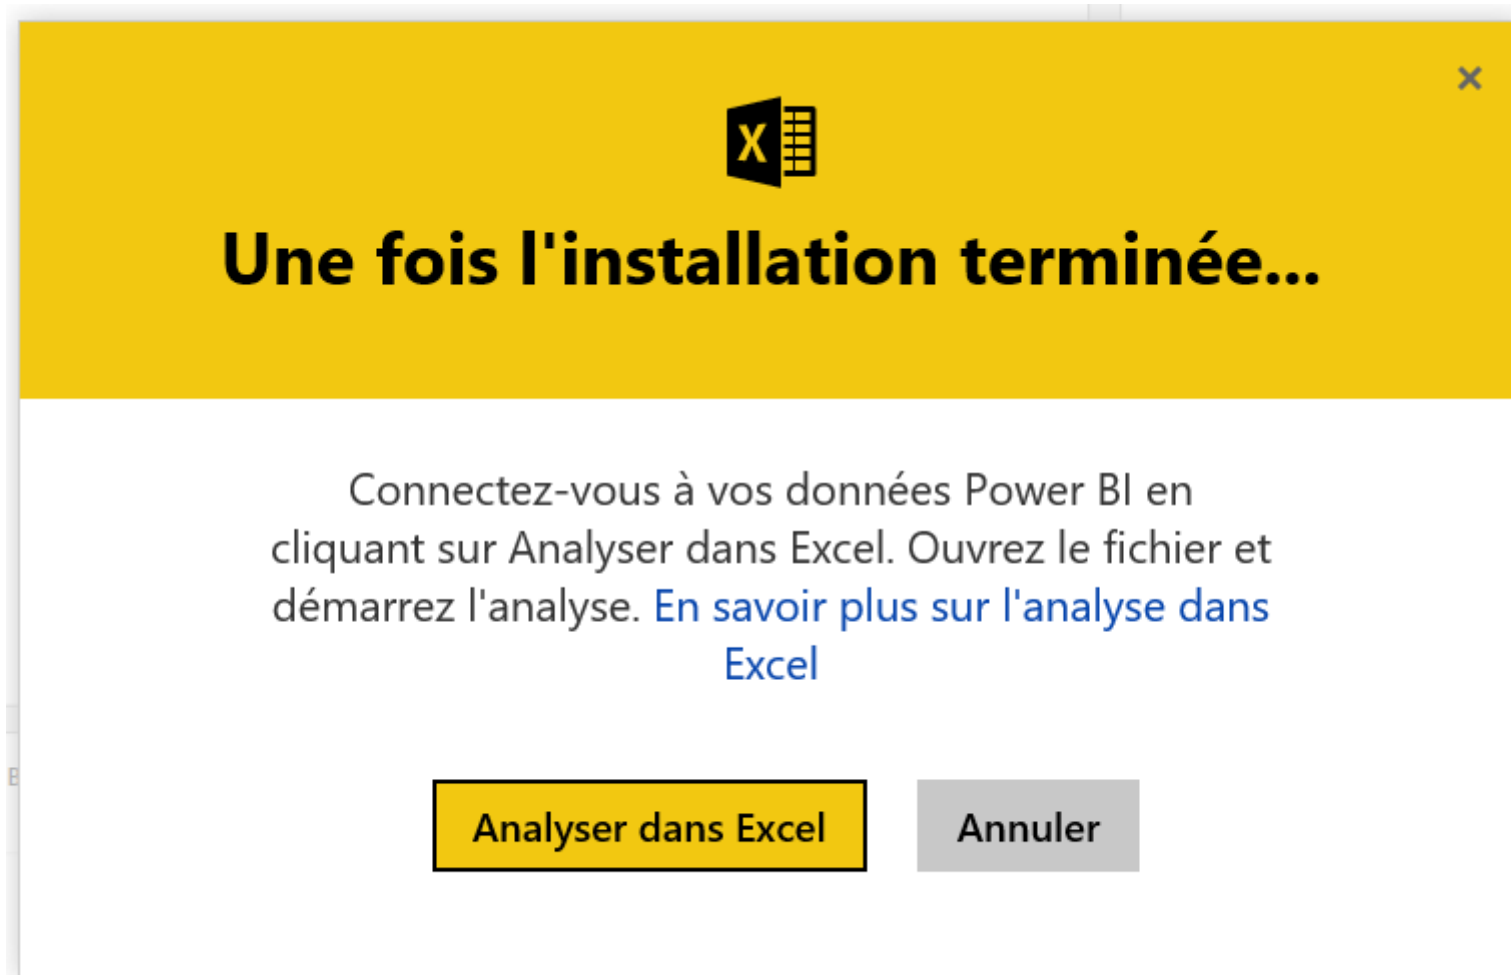 X
Une fois l'installation terminée...
Connectez-vous à vos données Power BI en
cliquant sur Analyser dans Excel. Ouvrez le fichier et
démarrez l'analyse. En savoir plus sur l'analyse dans
Excel
Analyser dans Excel
Annuler